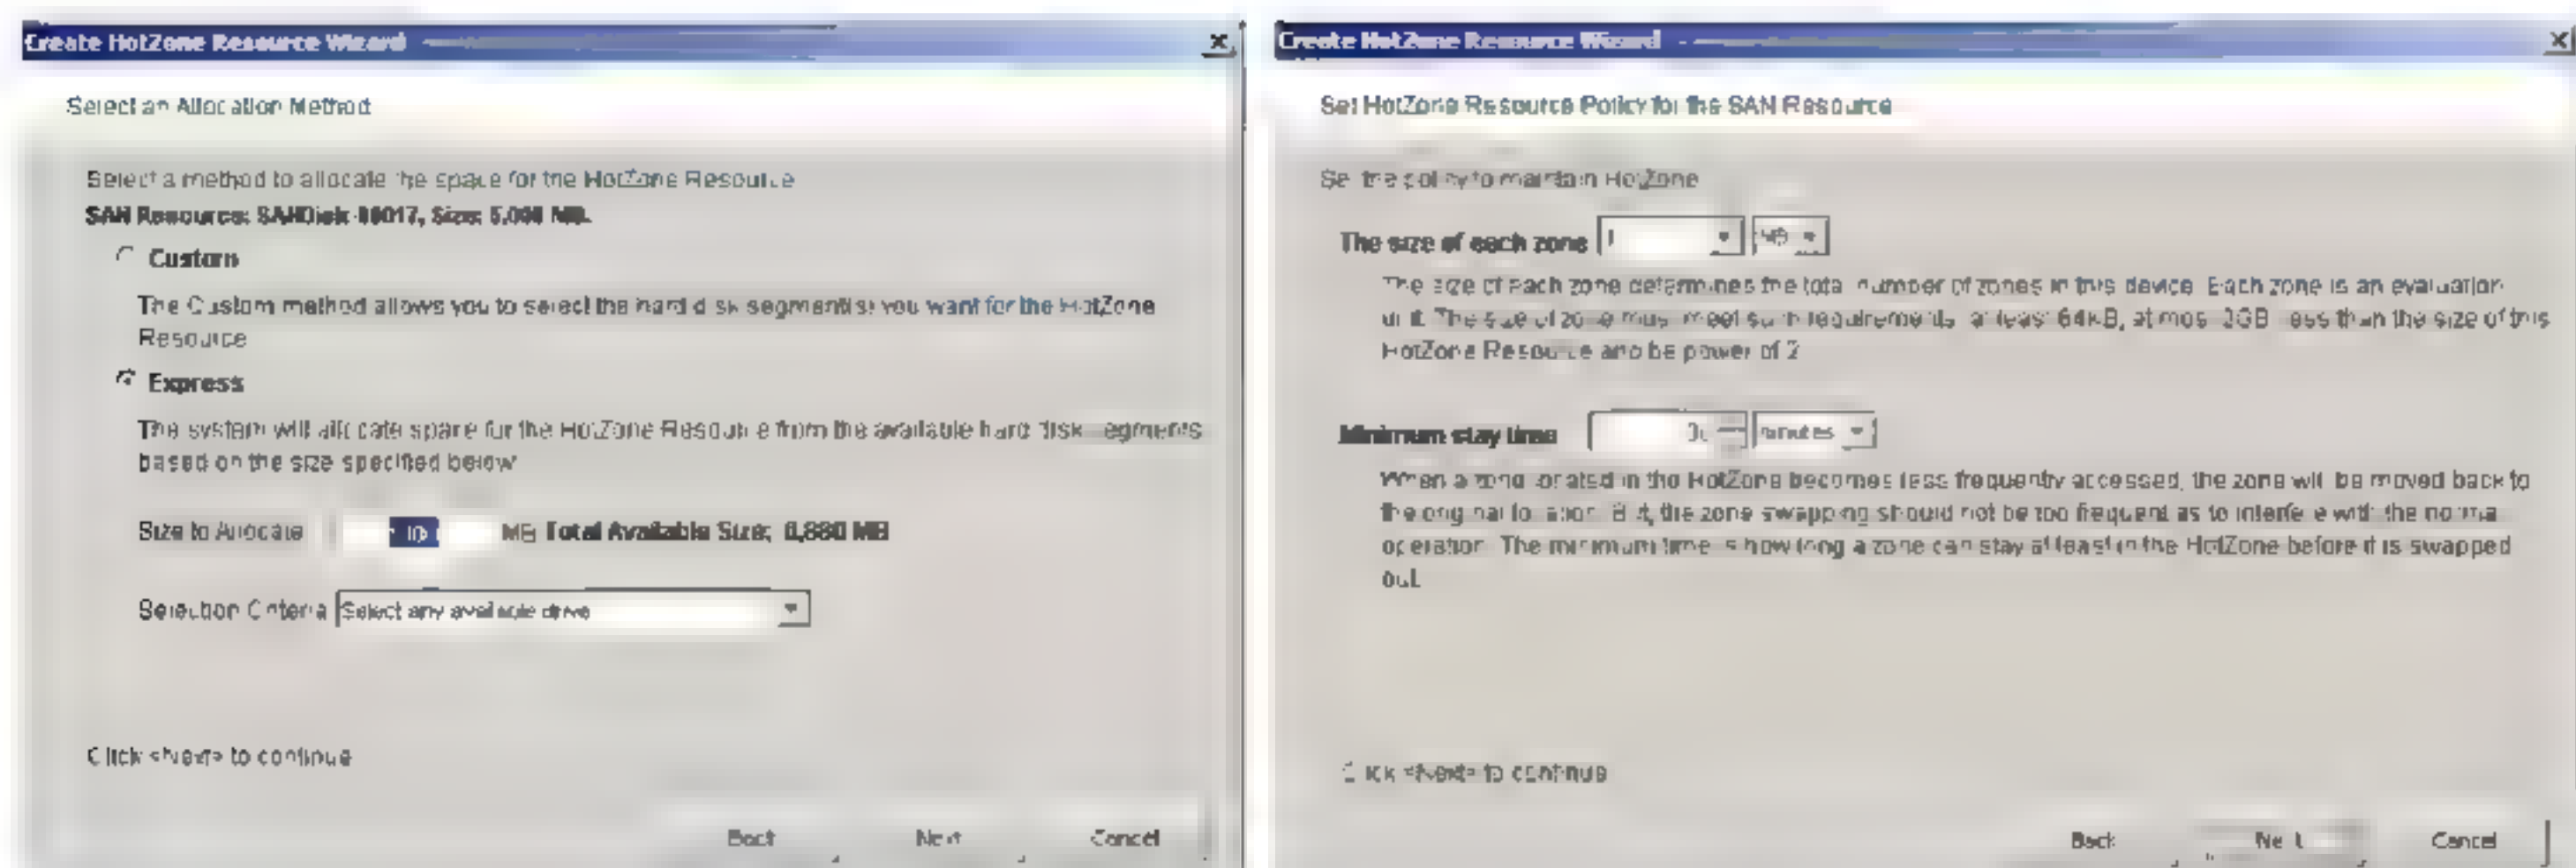 Create HotZone Resource Wizard
Select an Allocation Method
Select a method to allocate the space for the HotZone Resource
SAN Resource: Size: MB.
Custom
The Custom method allows you to select the hard disk segment(s) you want for the HotZone
Resource
Express
The system will allocate space for the HotZone Resource from the available hard disk segments
based on the size specified below
Size to Allocate MB Total Available Size: MB
Selection Criteria Select any available drive
Click <Next> to continue
Back Next Cancel
Create HotZone Resource Wizard
Set HotZone Resource Policy for the SAN Resource
Set the policy to maintain HotZone
The size of each zone
The size of each zone determines the total number of zones in this device. Each zone is an evaluation
unit. The size of zone must meet such requirements: at least 64KB, at most less than the size of this
HotZone Resource and be power of 2
Minimum stay time minutes
When a zone located in the HotZone becomes less frequently accessed, the zone will be moved back to
the original location. But, the zone swapping should not be too frequent as to interfere with the normal
operation. The minimum time is how long a zone can stay at least in the HotZone before it is swapped
out.
Click <Next> to continue
Back Next Cancel